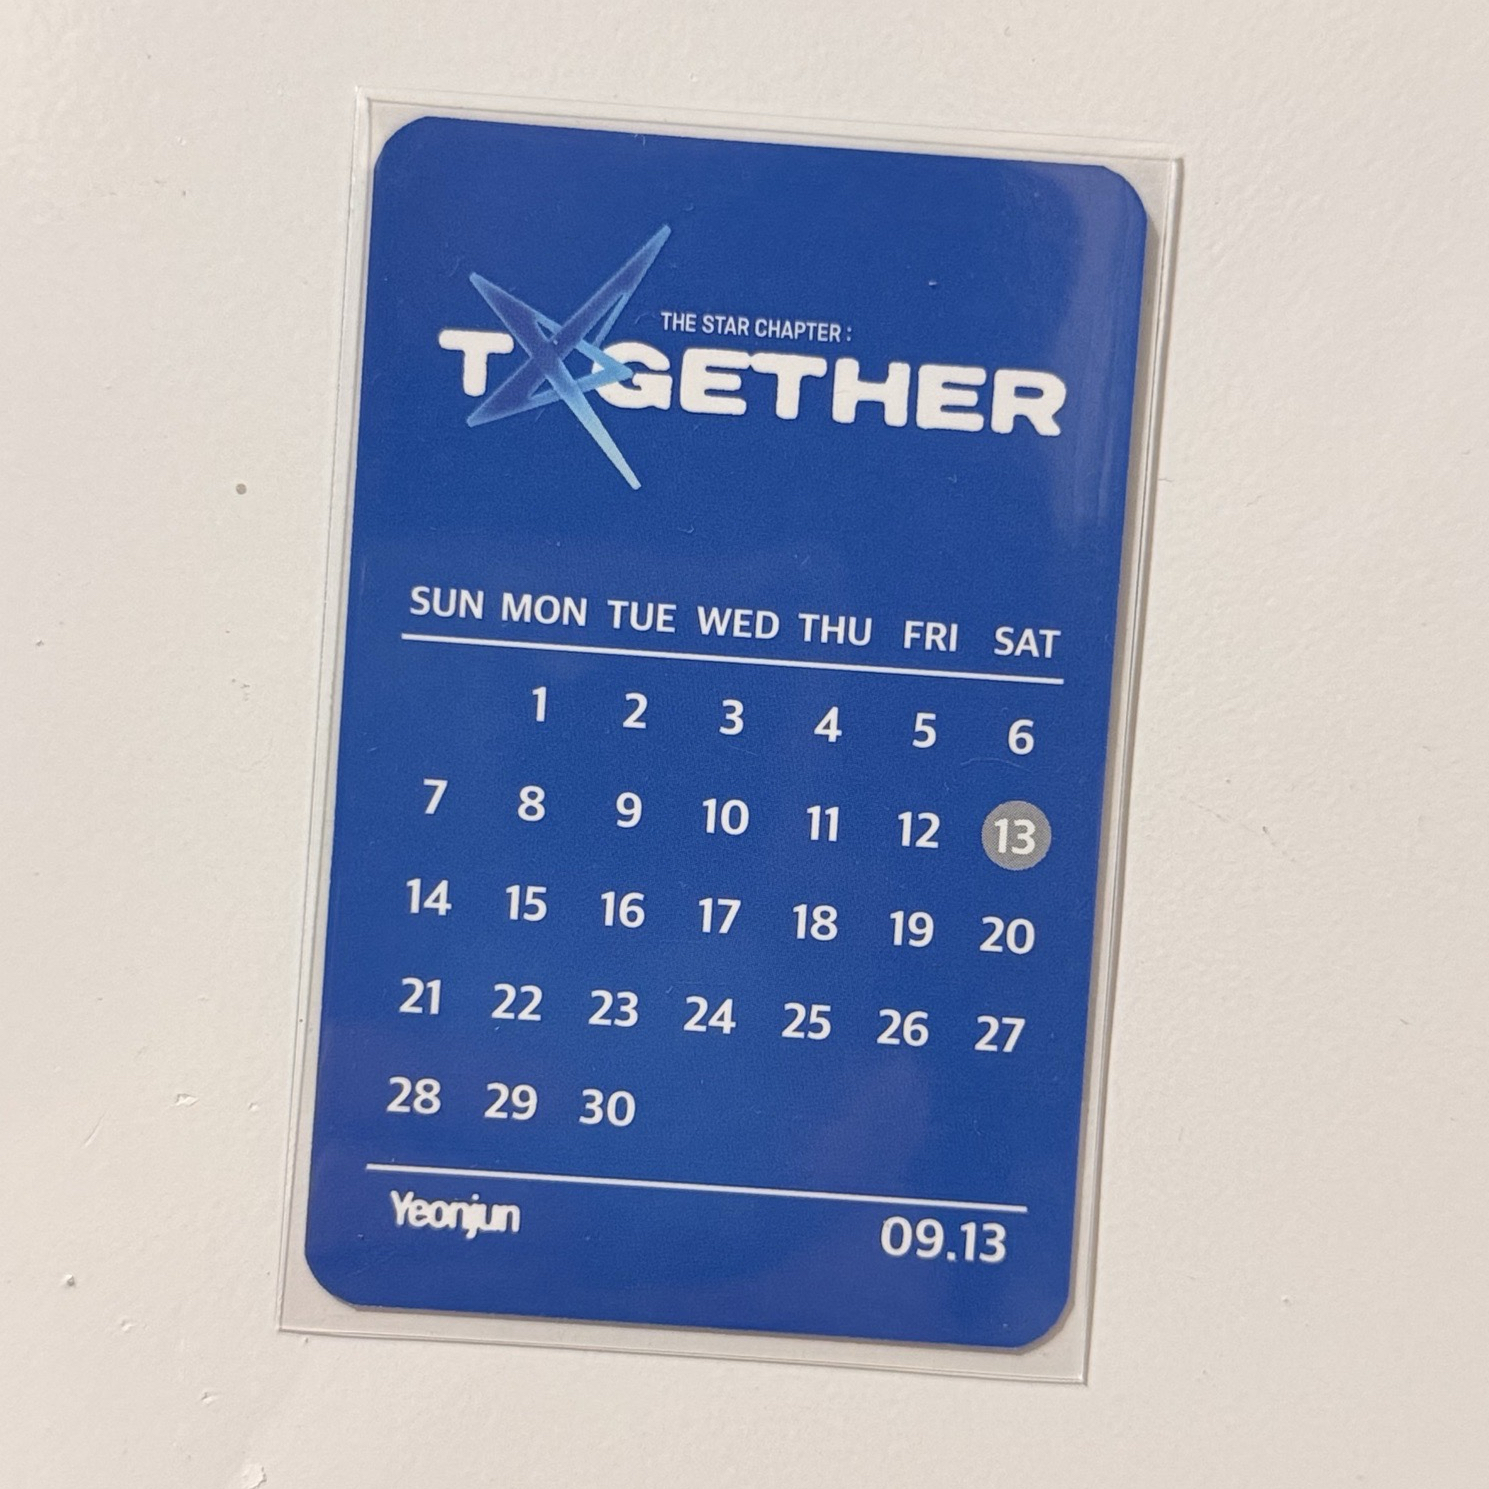 THE STAR CHAPTER :
TOGETHER
SUN MON TUE WED THU FRI SAT
1 2 3 4 5 6
7 8 9 10 11 12 13
14 15 16 17 18 19 20
21 22 23 24 25 26 27
28 29 30
Yeonjun 09.13